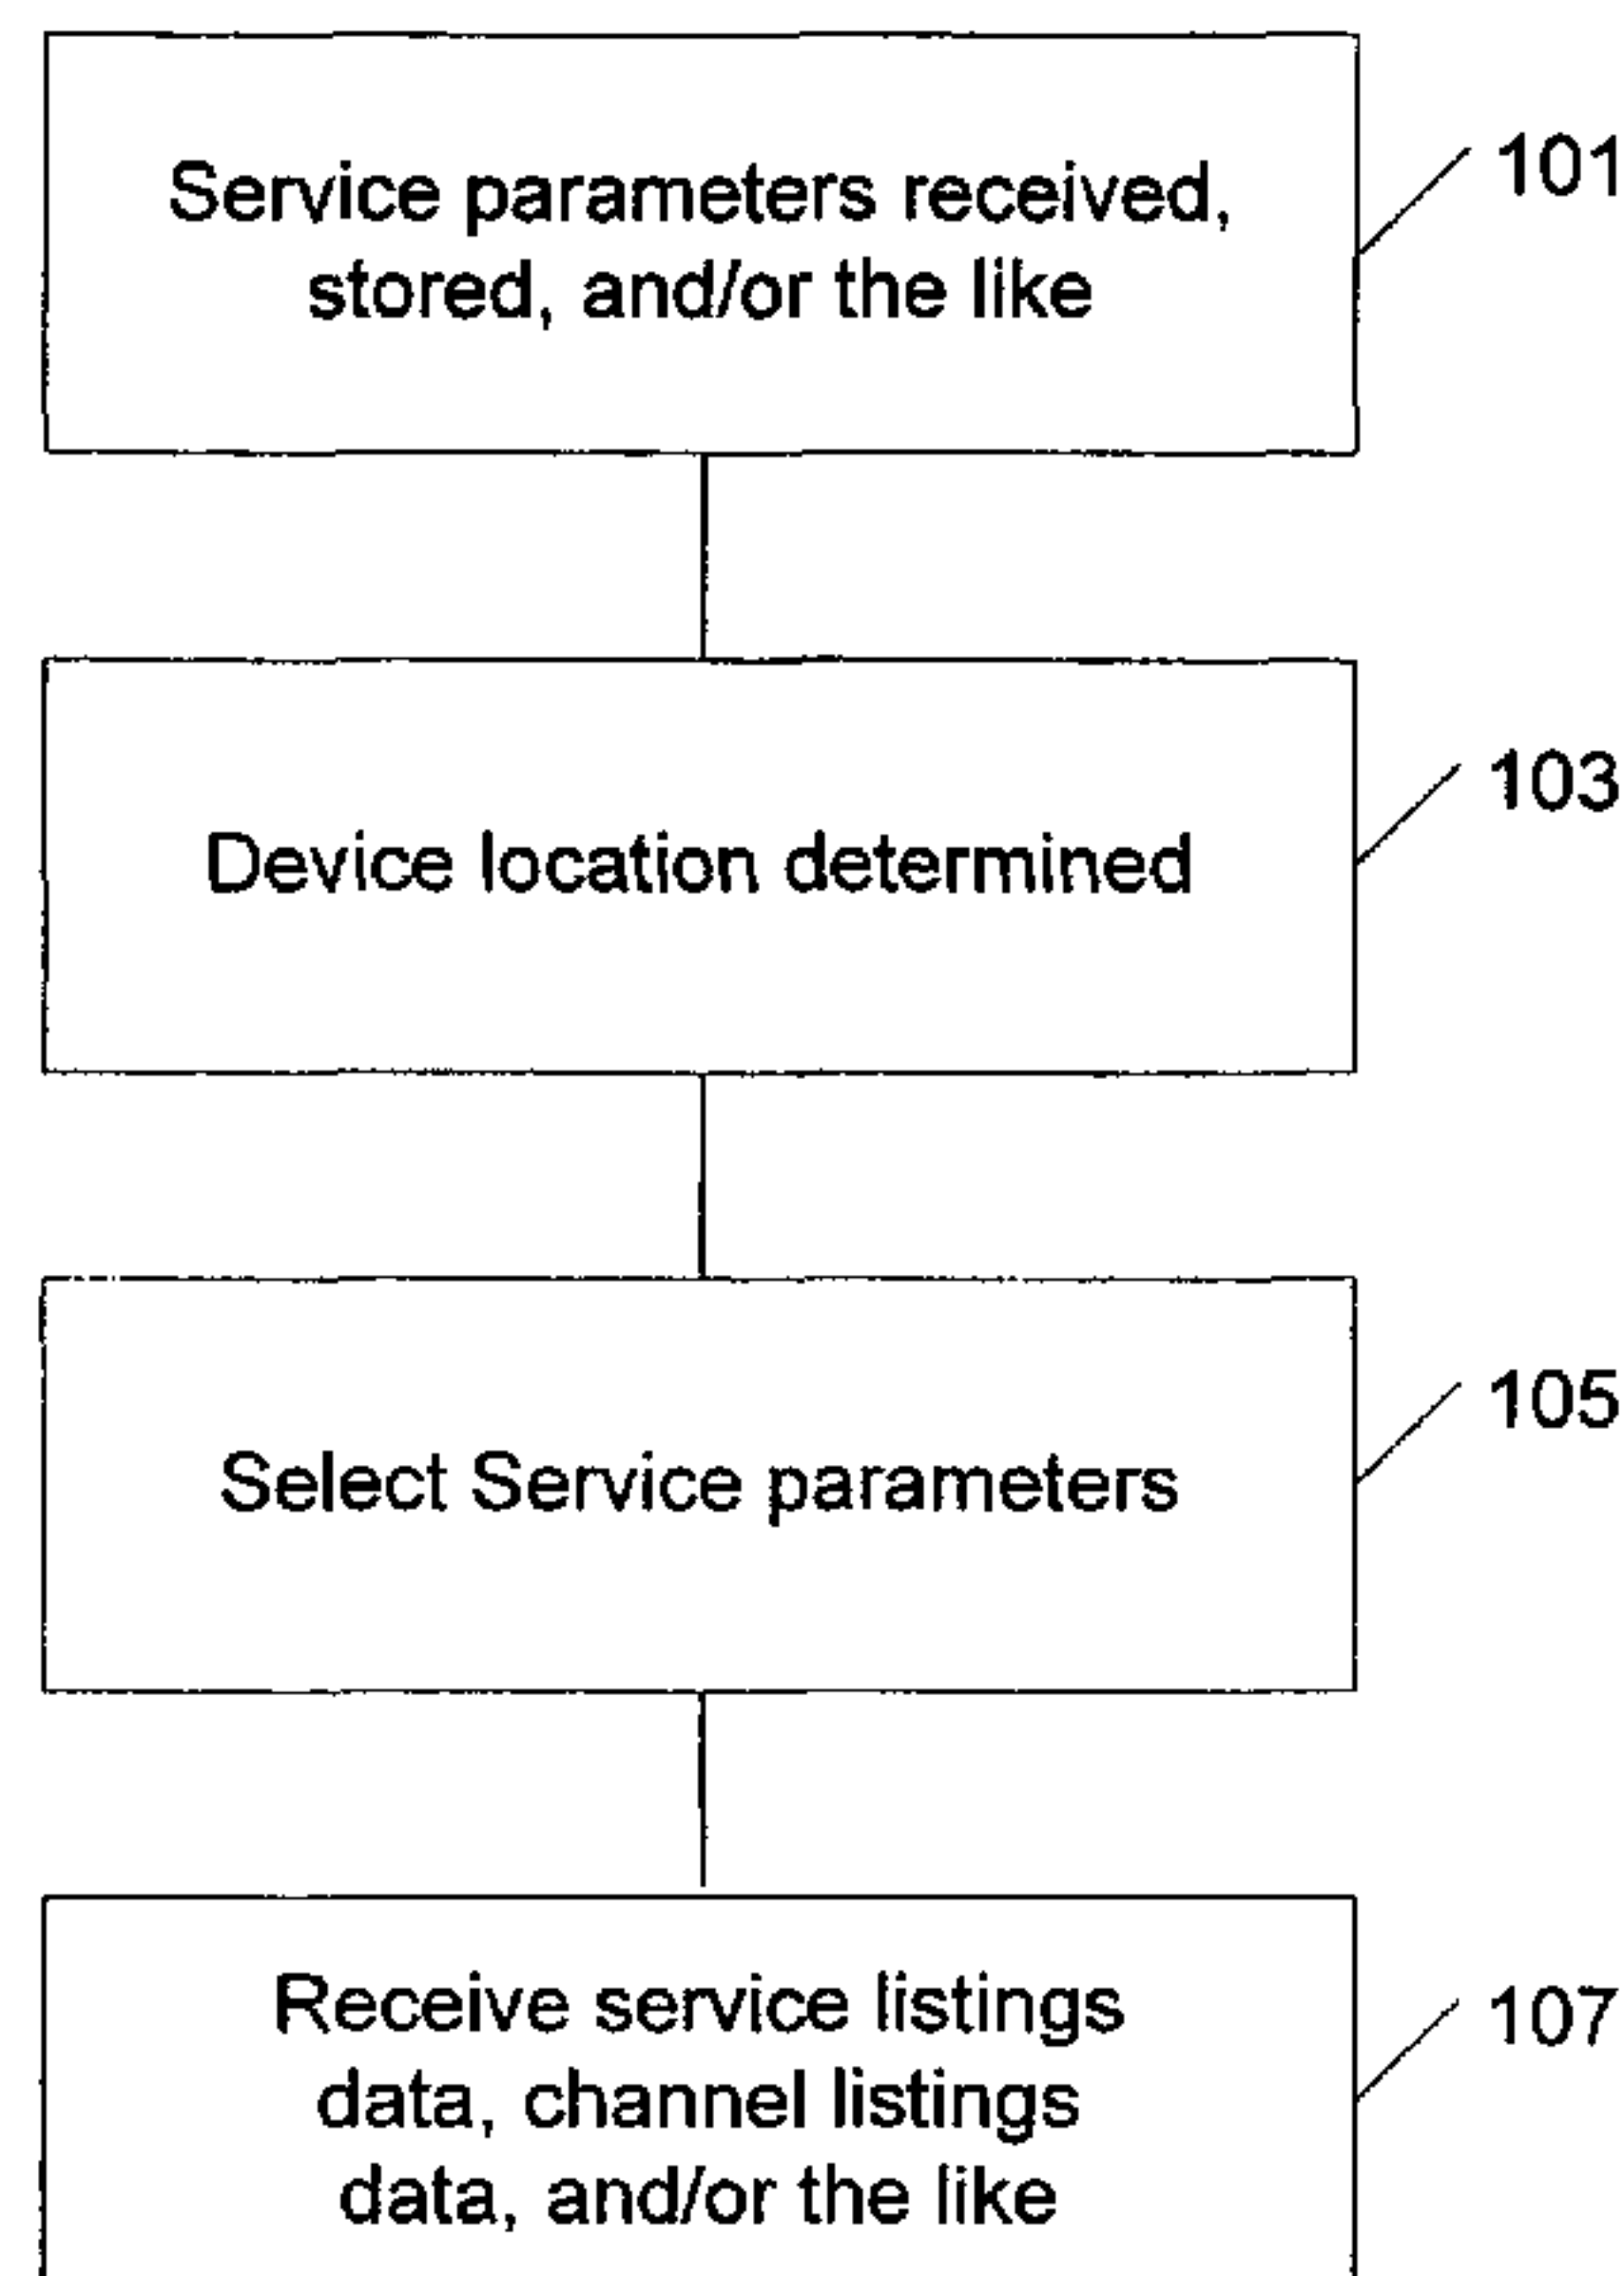 Service parameters received,
stored, and/or the like
101
Device location determined
103
Select Service parameters
105
Receive service listings
data, channel listings
data, and/or the like
107